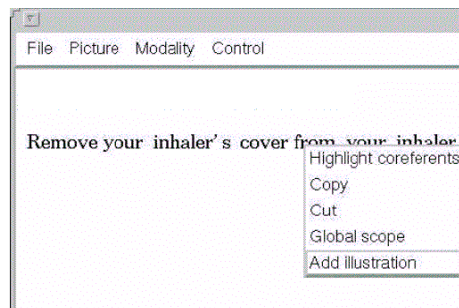 File Picture Modality Control
Remove your inhaler's cover from your inhaler
Highlight coreferents
Copy
Cut
Global scope
Add illustration